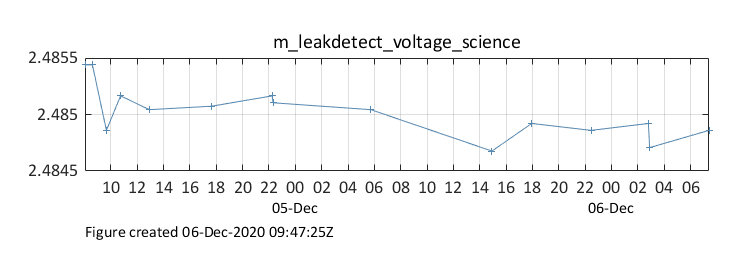 m_leakdetect_voltage_science
2.4855
2.485
2.4845
10 12 14 16 18 20 22 00 02 04 06 08 10 12 14 16 18 20 22 00 02 04 06
05-Dec 06-Dec
Figure created 06-Dec-2020 09:47:25Z